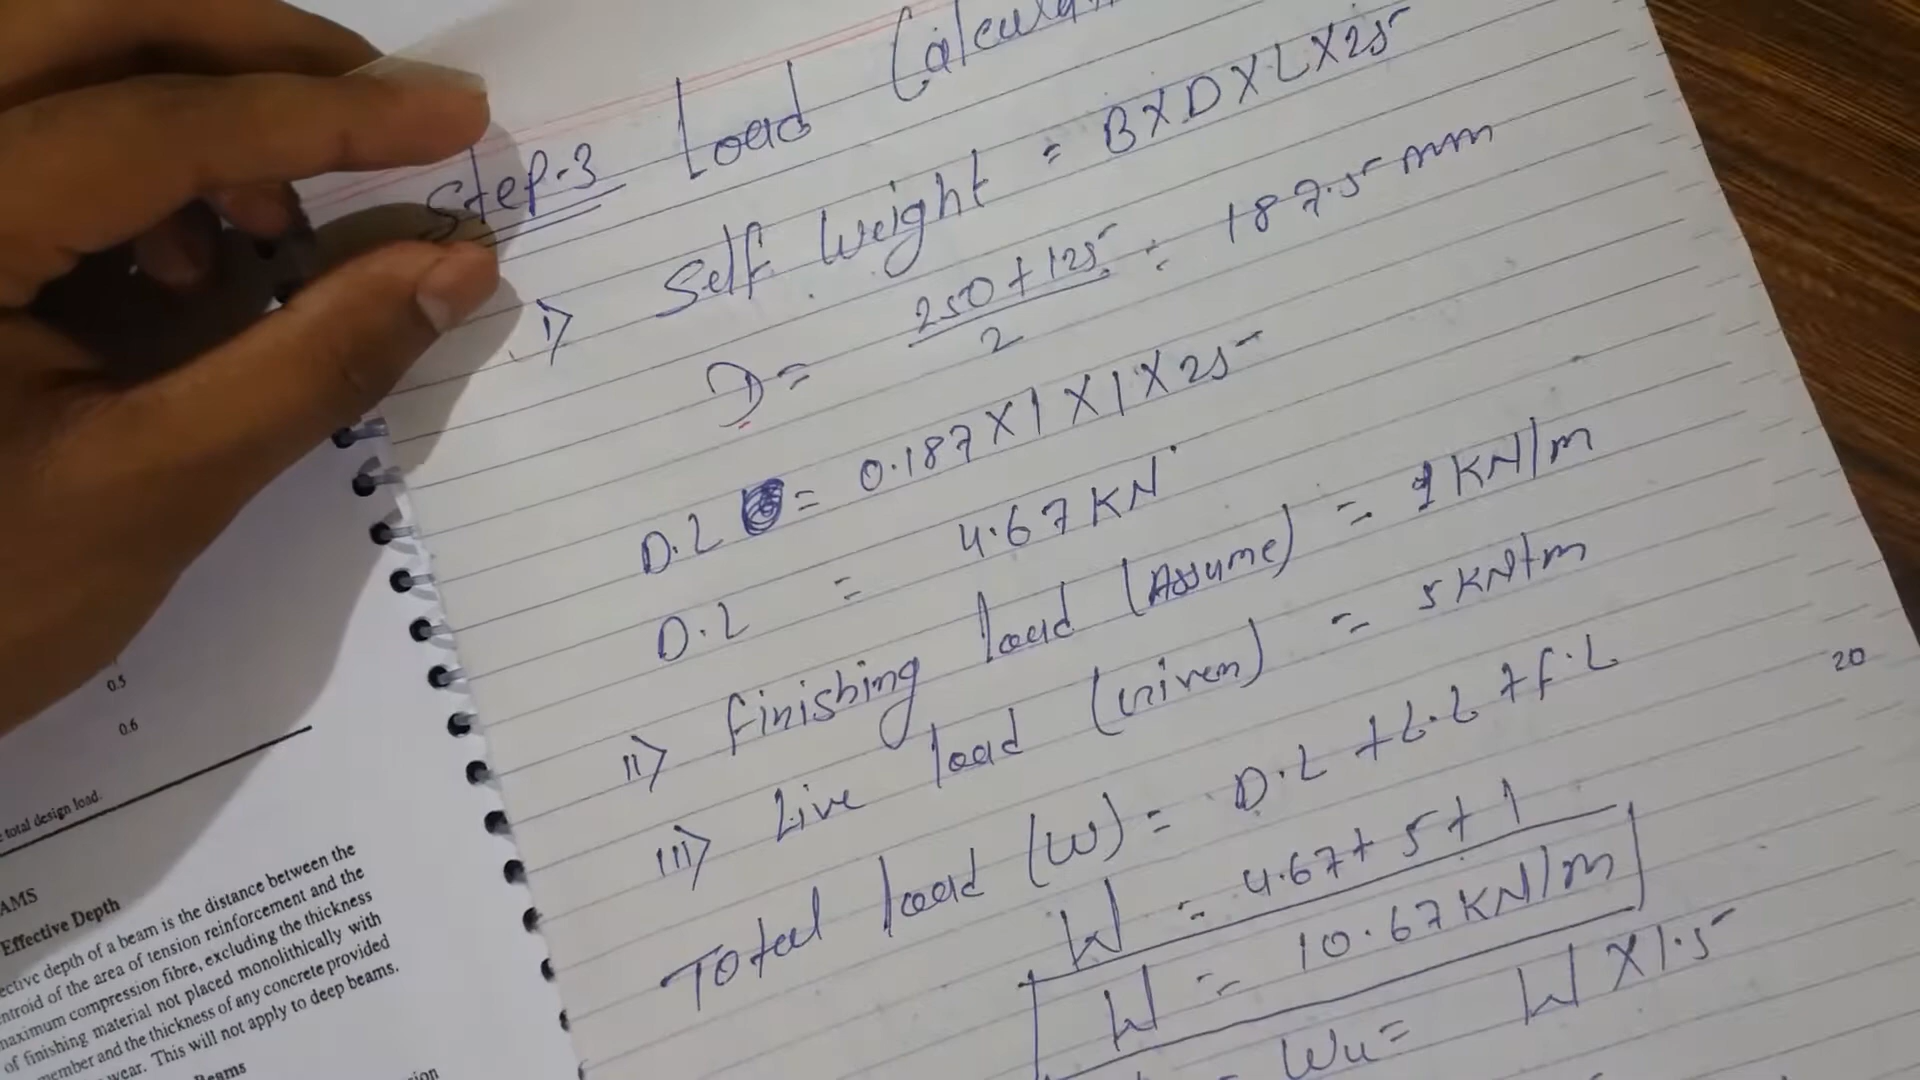 Step-3 Load
i) Self Weight = B X D X L X 25
D = 250 + 125 / 2 = 187.5 mm
D.L = 0.187 X 1 X 1 X 25
D.L = 4.67 KN
ii) Finishing load (Assume) = 1 KN/m
iii) Live load (Given) = 5 KN/m
Total load (W) = D.L + L.L + F.L
W = 4.67 + 5 + 1
W = 10.67 KN/m
= Wu = W X 1.5
20
0.5
0.6
total design load.
Effective Depth
depth of a beam is the distance between the
of the area of tension reinforcement and the
maximum compression fibre, excluding the thickness
of finishing material not placed monolithically with
member and the thickness of any concrete provided
wear. This will not apply to deep beams.
Beams